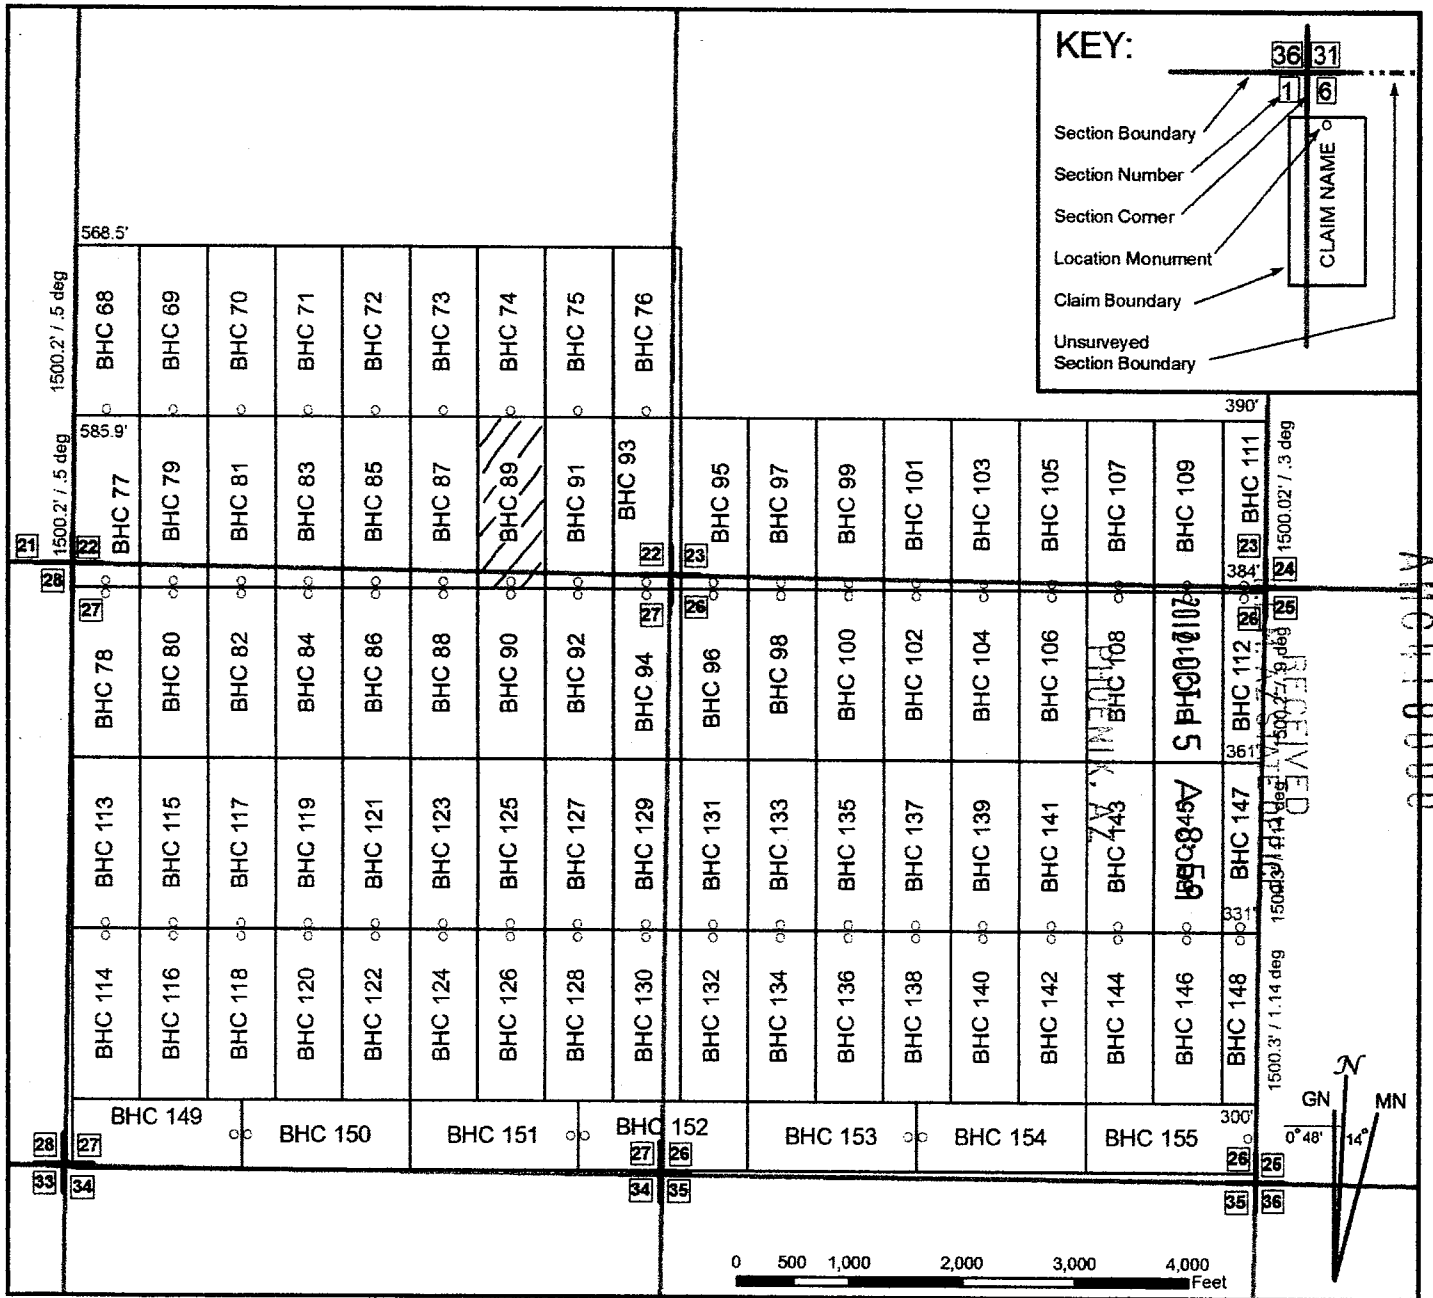 KEY:
36 31
1 6
Section Boundary
Section Number
Section Corner
Location Monument
Claim Boundary
Unsurveyed
Section Boundary
CLAIM NAME
568.5'
1500.2' / .5 deg
BHC 68
BHC 69
BHC 70
BHC 71
BHC 72
BHC 73
BHC 74
BHC 75
BHC 76
585.9'
390'
1500.2' / .5 deg
BHC 77
BHC 79
BHC 81
BHC 83
BHC 85
BHC 87
BHC 89
BHC 91
BHC 93
BHC 95
BHC 97
BHC 99
BHC 101
BHC 103
BHC 105
BHC 107
BHC 109
BHC 111
1500.02' / .3 deg
21 22 22 23 23 24
384'
28 27 27 26 26 25
BHC 78
BHC 80
BHC 82
BHC 84
BHC 86
BHC 88
BHC 90
BHC 92
BHC 94
BHC 96
BHC 98
BHC 100
BHC 102
BHC 104
BHC 106
BHC 108
BHC 112
RECEIVED
PHOENIX, AZ
361'
BHC 113
BHC 115
BHC 117
BHC 119
BHC 121
BHC 123
BHC 125
BHC 127
BHC 129
BHC 131
BHC 133
BHC 135
BHC 137
BHC 139
BHC 141
BHC 143
BHC 147
331'
BHC 114
BHC 116
BHC 118
BHC 120
BHC 122
BHC 124
BHC 126
BHC 128
BHC 130
BHC 132
BHC 134
BHC 136
BHC 138
BHC 140
BHC 142
BHC 144
BHC 146
BHC 148
1500.3' / 1.14 deg
BHC 149
BHC 150
BHC 151
BHC 152
BHC 153
BHC 154
BHC 155
300'
28 27 27 26 26 25
33 34 34 35 35 36
N
GN MN
0°48' 14°
0 500 1,000 2,000 3,000 4,000
Feet